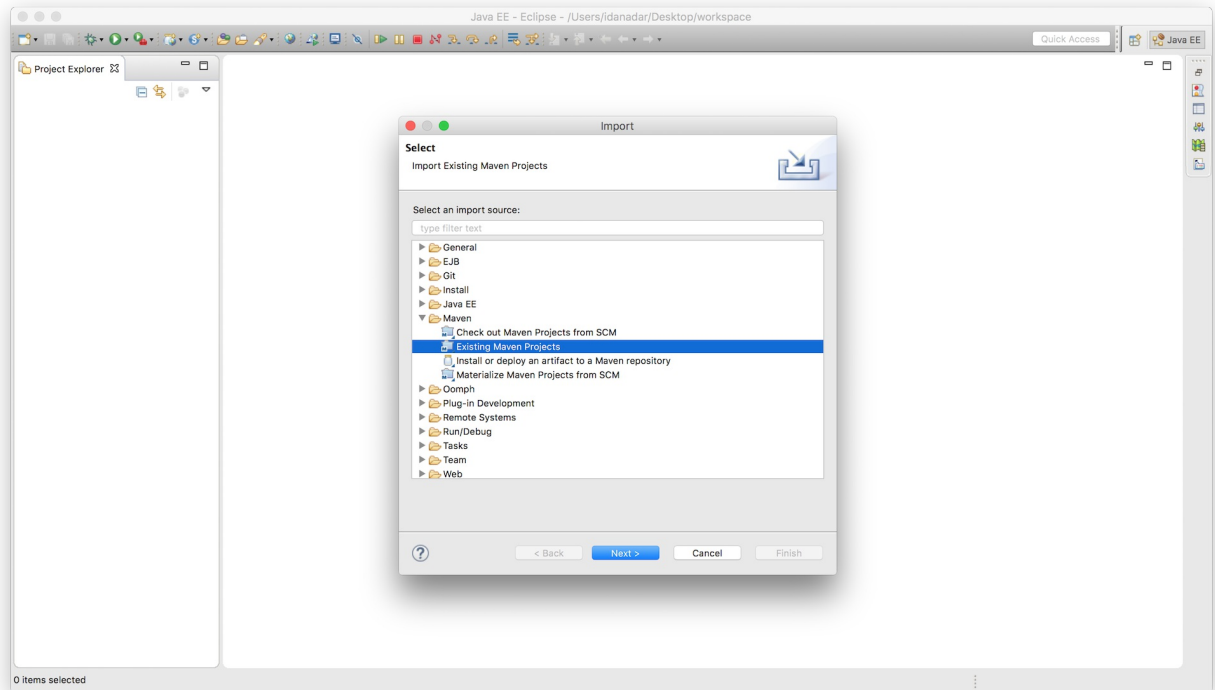 Java EE - Eclipse - /Users/idanadar/Desktop/workspace
Quick Access
Java EE
Project Explorer
Import
Select
Import Existing Maven Projects
Select an import source:
type filter text
General
EJB
Git
Install
Java EE
Maven
Check out Maven Projects from SCM
Existing Maven Projects
Install or deploy an artifact to a Maven repository
Materialize Maven Projects from SCM
Oomph
Plug-in Development
Remote Systems
Run/Debug
Tasks
Team
Web
?
< Back
Next >
Cancel
Finish
0 items selected